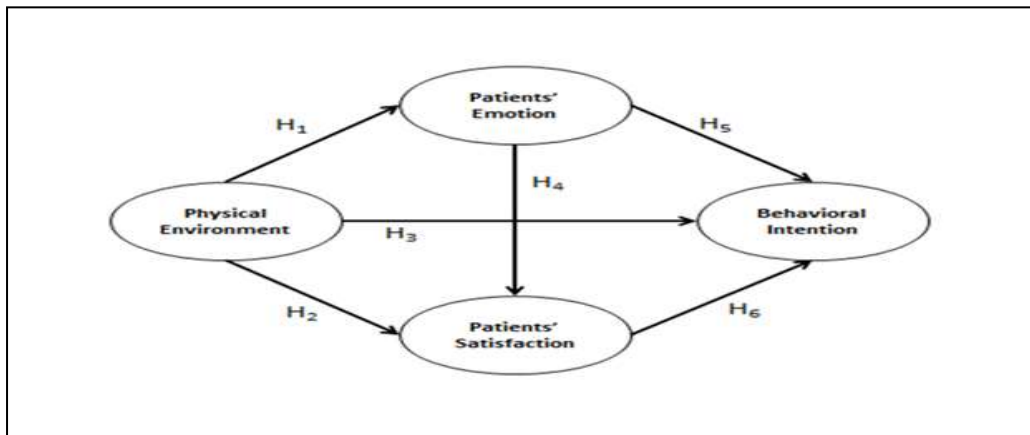 Patients'
Emotion
H₁
H₅
H₄
Physical
Environment
H₃
Behavioral
Intention
H₂
H₆
Patients'
Satisfaction